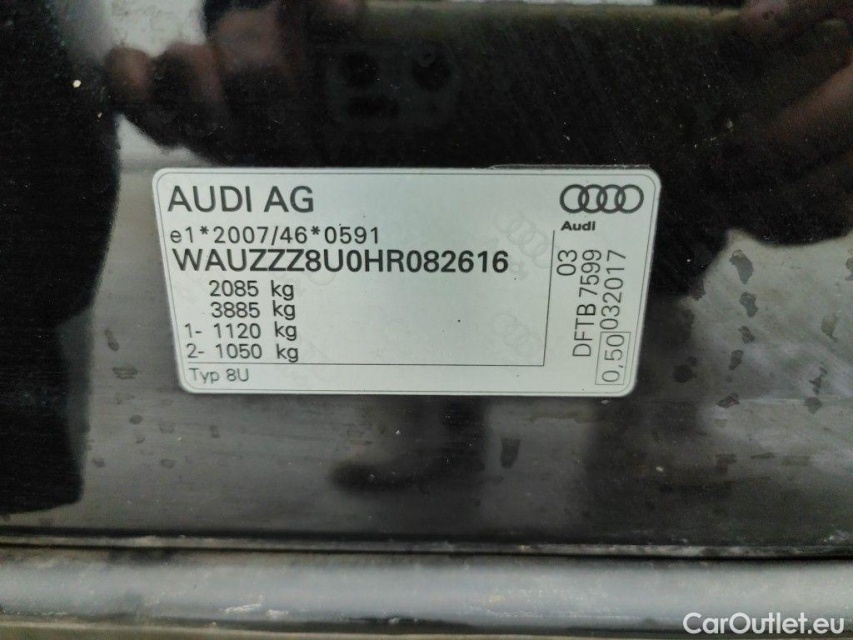 AUDI AG
Audi
e1*2007/46*0591
WAUZZZ8U0HR082616
2085 kg
3885 kg
1- 1120 kg
2- 1050 kg
Typ 8U
03
DFTB 7599
0,50 032017
CarOutlet.eu